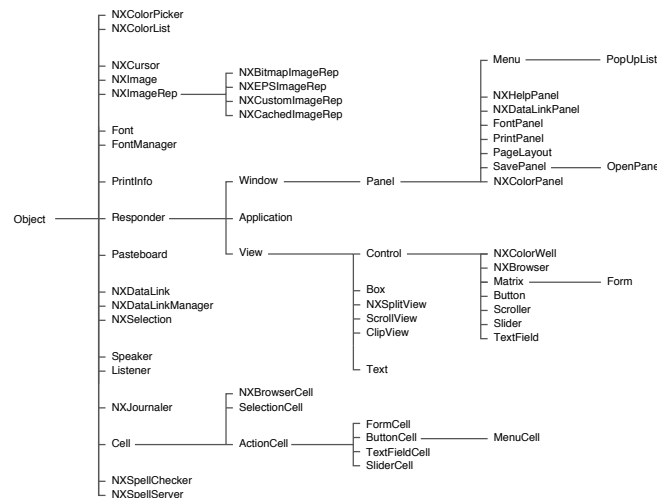 NXColorPicker
NXColorList
NXCursor
NXImage
NXImageRep
NXBitmapImageRep
NXEPSImageRep
NXCustomImageRep
NXCachedImageRep
Menu PopUpList
NXHelpPanel
NXDataLinkPanel
FontPanel
PrintPanel
PageLayout
SavePanel OpenPanel
NXColorPanel
Font
FontManager
PrintInfo
Window Panel
Object Responder Application
View Control
NXColorWell
NXBrowser
Matrix Form
Button
Scroller
Slider
TextField
Pasteboard
Box
NXSplitView
ScrollView
ClipView
Text
NXDataLink
NXDataLinkManager
NXSelection
Speaker
Listener
NXJournaler
NXBrowserCell
SelectionCell
Cell ActionCell
FormCell
ButtonCell MenuCell
TextFieldCell
SliderCell
NXSpellChecker
NXSpellServer